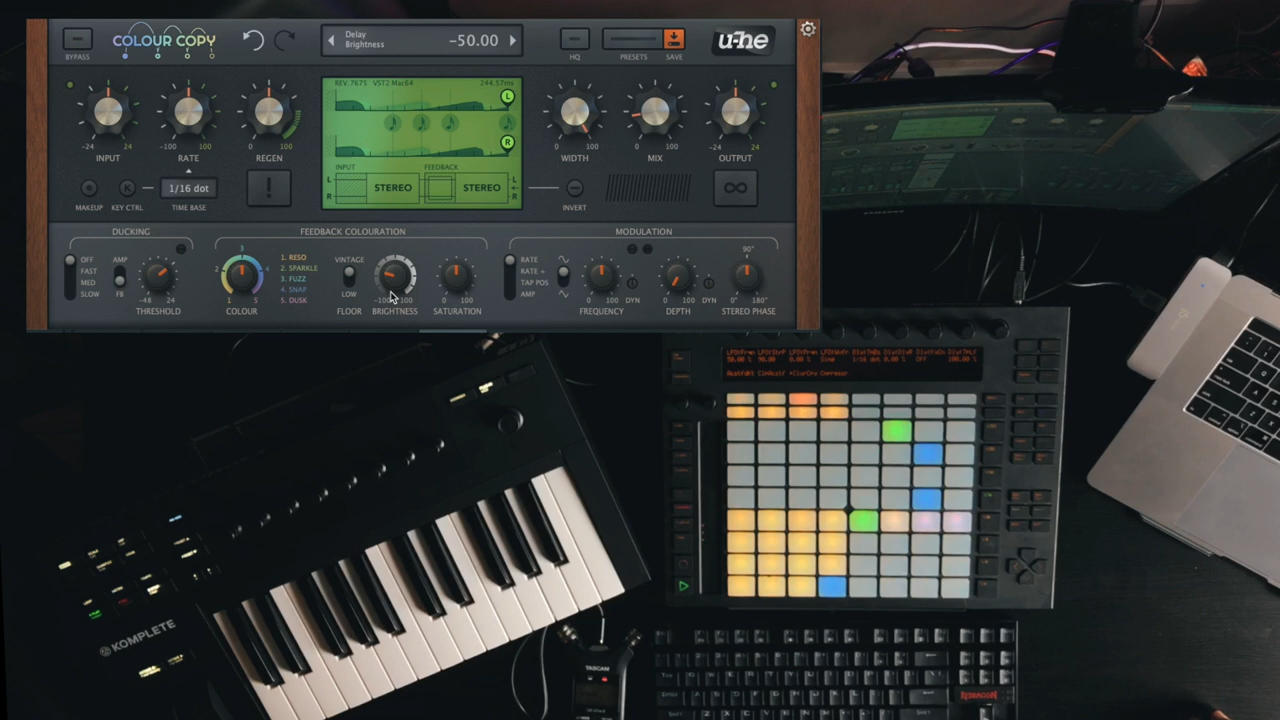 BYPASS
COLOUR COPY
Delay
Brightness
-50.00
HQ
PRESETS
SAVE
u-he
REV. 7675 VST2 Mac64
244.57ms
L
R
-24 24
-100 100
0 100
INPUT
RATE
REGEN
0 100
0 100
-24 24
WIDTH
MIX
OUTPUT
INPUT
FEEDBACK
L
R
STEREO
STEREO
L
R
MAKEUP
KEY CTRL
K
1/16 dot
TIME BASE
!
INVERT
∞
DUCKING
OFF
FAST
MED
SLOW
AMP
FB
-48 24
THRESHOLD
FEEDBACK COLOURATION
1
2
3
4
5
COLOUR
1. RESO
2. SPARKLE
3. FUZZ
4. SNAP
5. DUSK
VINTAGE
LOW
FLOOR
-100 100
BRIGHTNESS
0 100
SATURATION
MODULATION
RATE
RATE +
TAP POS
AMP
0 100
FREQUENCY
DYN
0 100
DEPTH
DYN
90°
0° 180°
STEREO PHASE
KOMPLETE
TASCAM
REDRAGON